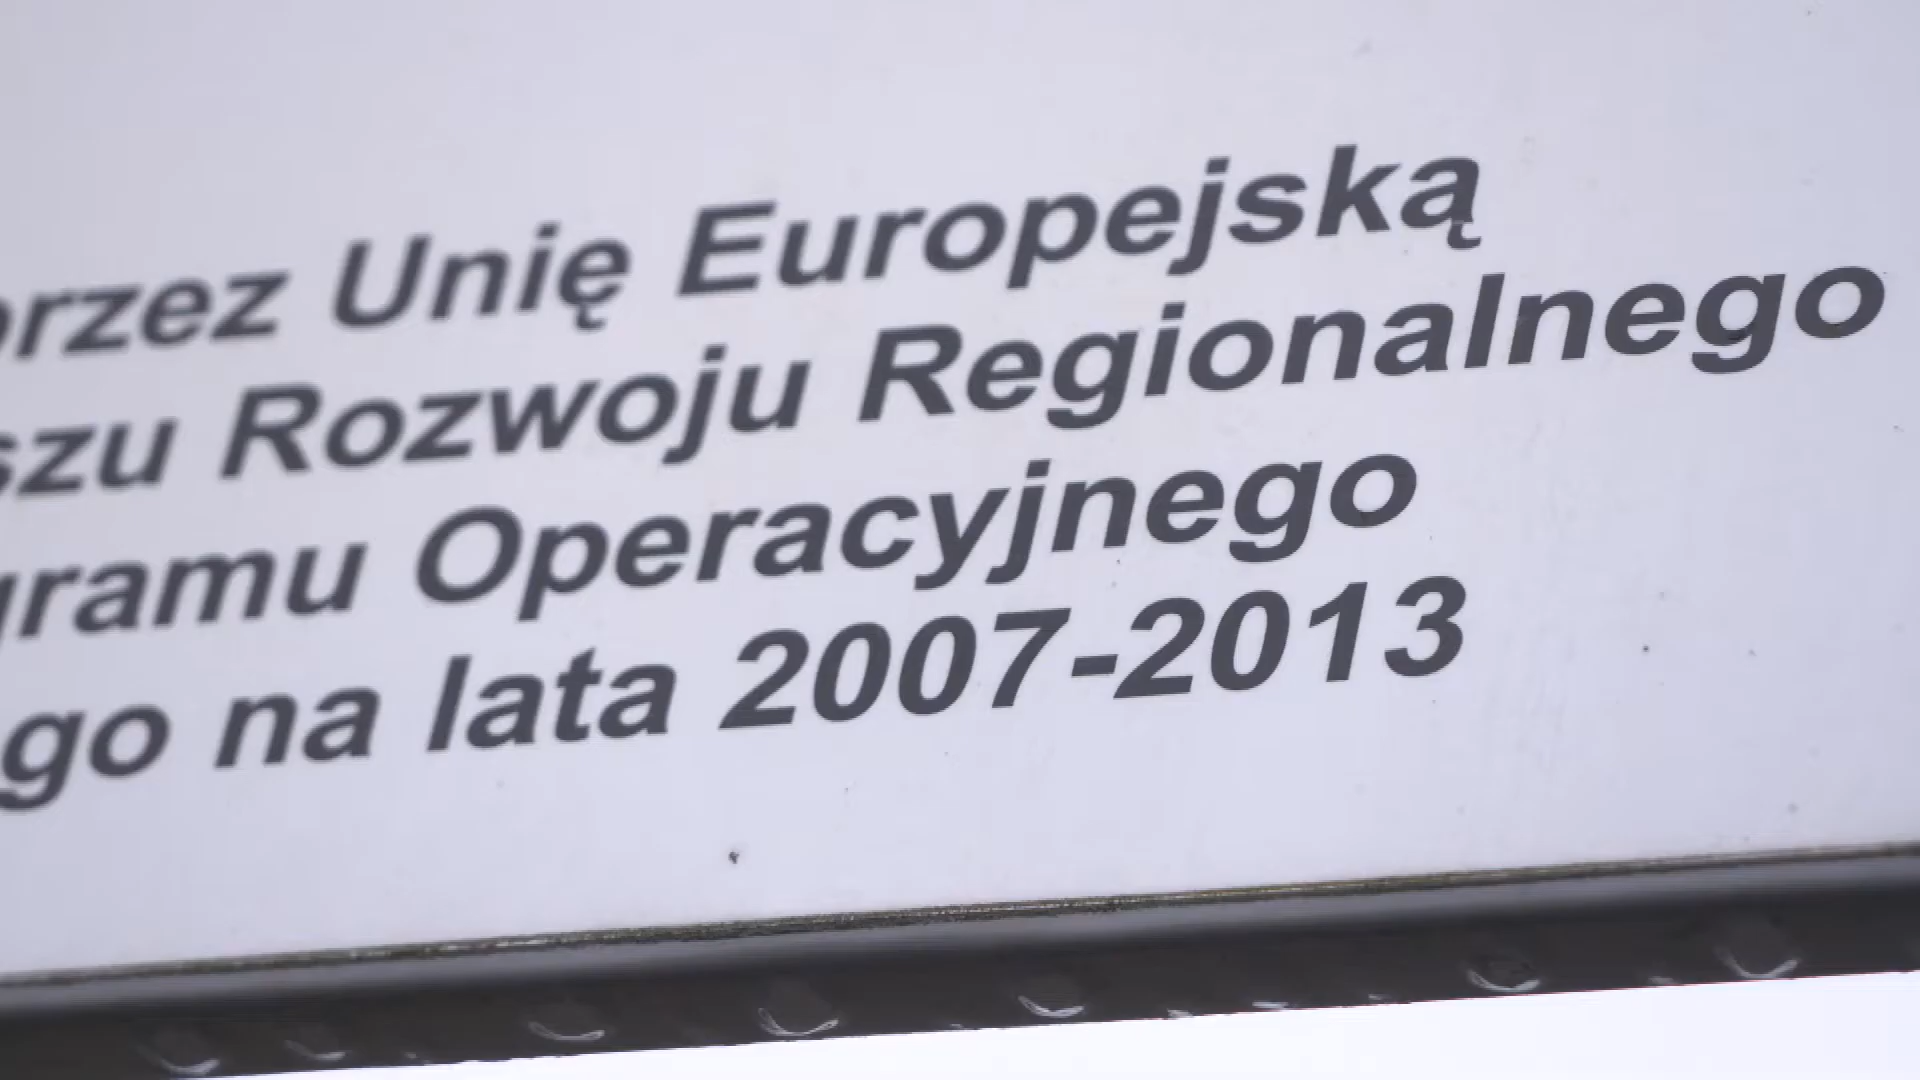 przez Unię Europejską
szu Rozwoju Regionalnego
gramu Operacyjnego
go na lata 2007-2013